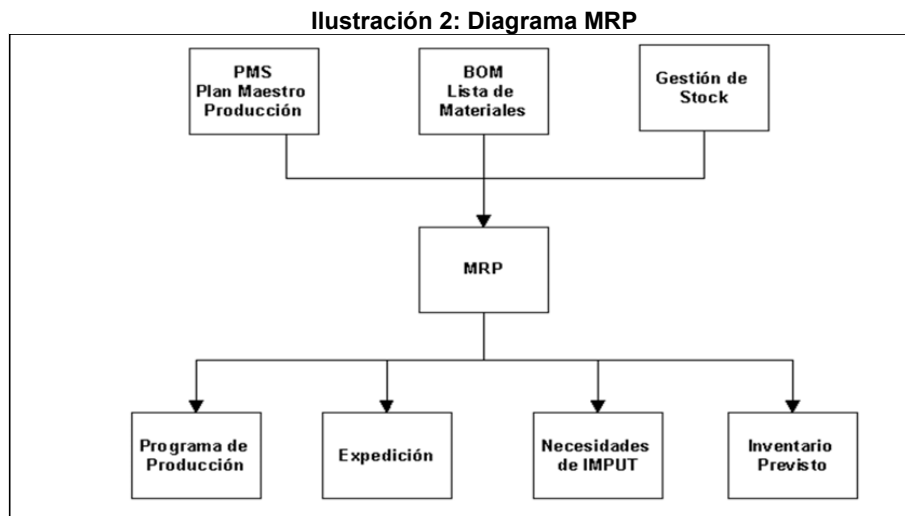 Ilustración 2: Diagrama MRP
PMS
Plan Maestro
Producción
BOM
Lista de
Materiales
Gestión de
Stock
MRP
Programa de
Producción
Expedición
Necesidades
de IMPUT
Inventario
Previsto